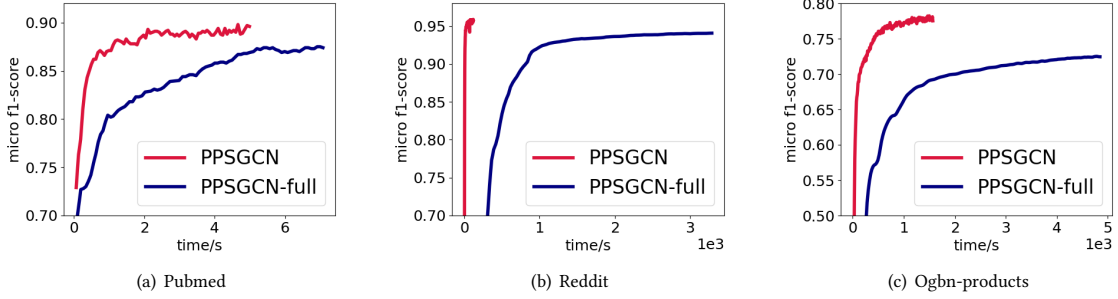 0.90
0.85
0.80
0.75
0.70
micro f1-score
0 2 4 6
time/s
PPSGCN
PPSGCN-full
(a) Pubmed
0.95
0.90
0.85
0.80
0.75
0.70
micro f1-score
0 1 2 3
1e3
time/s
PPSGCN
PPSGCN-full
(b) Reddit
0.80
0.75
0.70
0.65
0.60
0.55
0.50
micro f1-score
0 1 2 3 4 5
1e3
time/s
PPSGCN
PPSGCN-full
(c) Ogbn-products